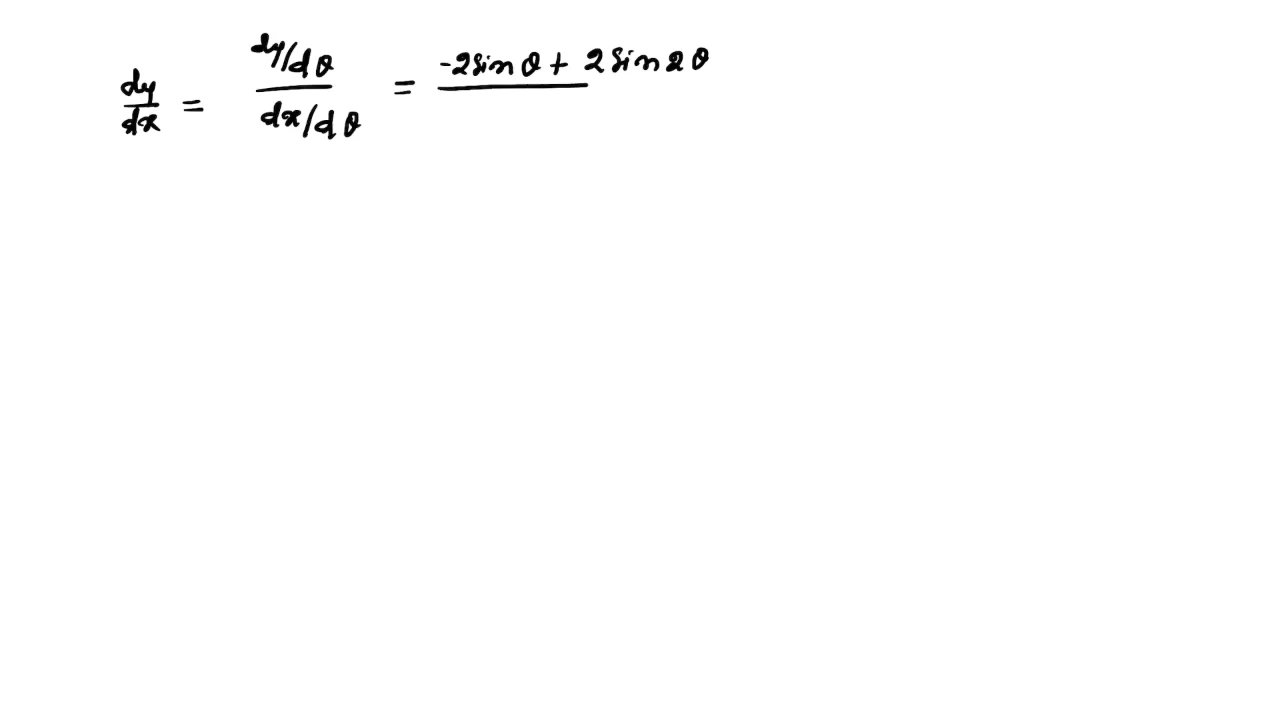 dy/dx = (dy/dθ)/(dx/dθ) = -2sinθ + 2sin2θ